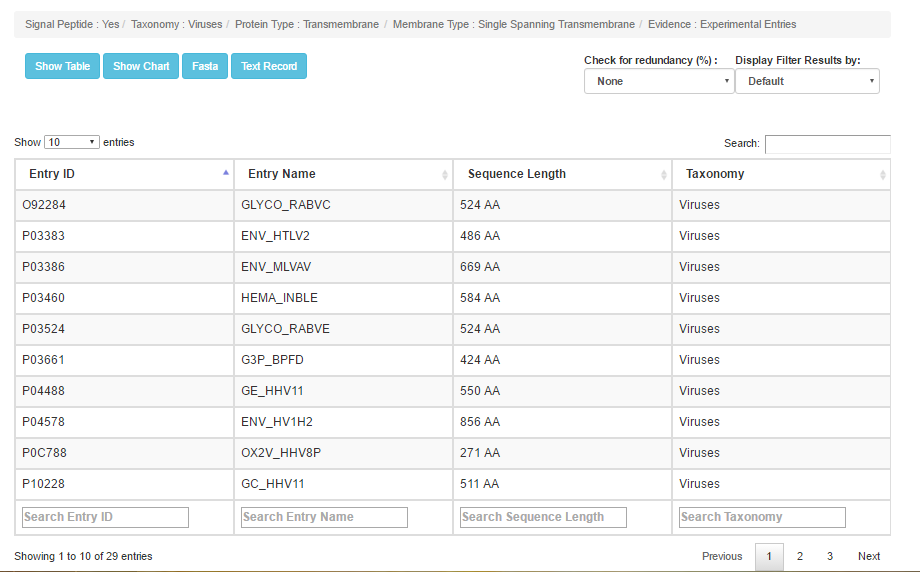 Signal Peptide : Yes / Taxonomy : Viruses / Protein Type : Transmembrane / Membrane Type : Single Spanning Transmembrane / Evidence : Experimental Entries
Show Table Show Chart Fasta Text Record
Check for redundancy (%) : Display Filter Results by:
None Default
Show 10 entries Search:
Entry ID Entry Name Sequence Length Taxonomy
O92284 GLYCO_RABVC 524 AA Viruses
P03383 ENV_HTLV2 486 AA Viruses
P03386 ENV_MLVAV 669 AA Viruses
P03460 HEMA_INBLE 584 AA Viruses
P03524 GLYCO_RABVE 524 AA Viruses
P03661 G3P_BPFD 424 AA Viruses
P04488 GE_HHV11 550 AA Viruses
P04578 ENV_HV1H2 856 AA Viruses
P0C788 OX2V_HHV8P 271 AA Viruses
P10228 GC_HHV11 511 AA Viruses
Search Entry ID Search Entry Name Search Sequence Length Search Taxonomy
Showing 1 to 10 of 29 entries Previous 1 2 3 Next